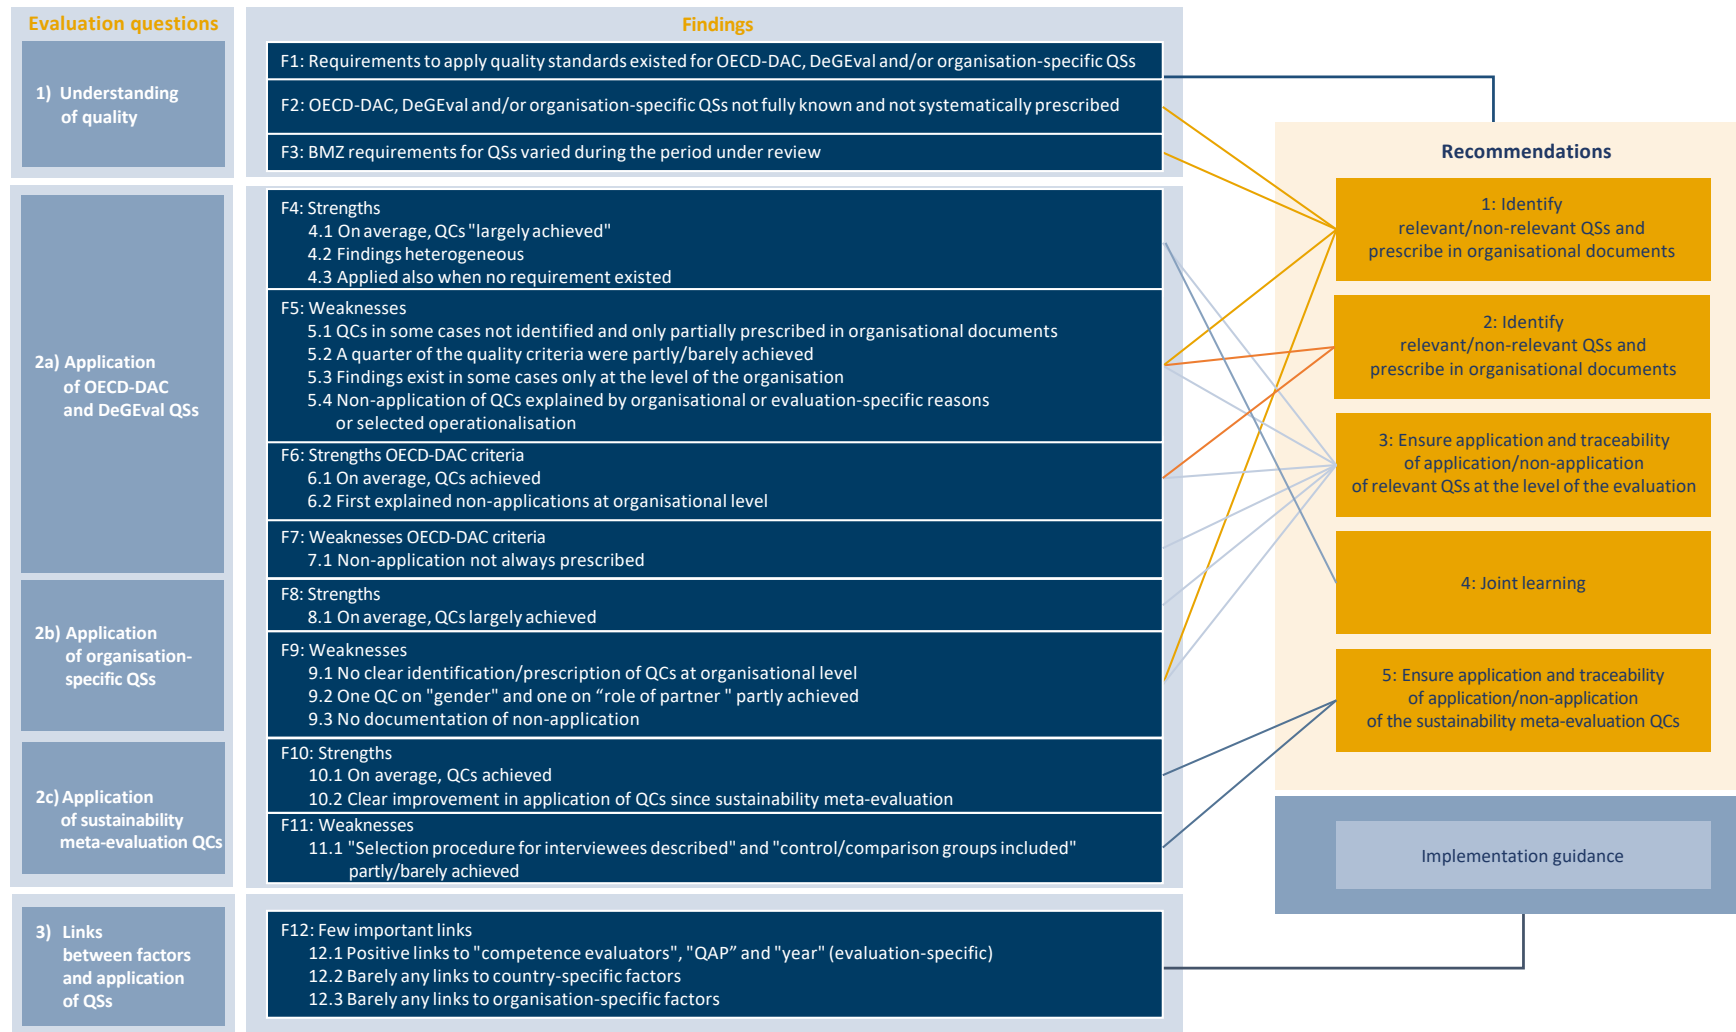 Evaluation questions
Findings
1) Understanding
of quality
F1: Requirements to apply quality standards existed for OECD-DAC, DeGEval and/or organisation-specific QSs
F2: OECD-DAC, DeGEval and/or organisation-specific QSs not fully known and not systematically prescribed
F3: BMZ requirements for QSs varied during the period under review
2a) Application
of OECD-DAC
and DeGEval QSs
F4: Strengths
4.1 On average, QCs "largely achieved"
4.2 Findings heterogeneous
4.3 Applied also when no requirement existed
F5: Weaknesses
5.1 QCs in some cases not identified and only partially prescribed in organisational documents
5.2 A quarter of the quality criteria were partly/barely achieved
5.3 Findings exist in some cases only at the level of the organisation
5.4 Non-application of QCs explained by organisational or evaluation-specific reasons
or selected operationalisation
F6: Strengths OECD-DAC criteria
6.1 On average, QCs achieved
6.2 First explained non-applications at organisational level
F7: Weaknesses OECD-DAC criteria
7.1 Non-application not always prescribed
2b) Application
of organisation-
specific QSs
F8: Strengths
8.1 On average, QCs largely achieved
F9: Weaknesses
9.1 No clear identification/prescription of QCs at organisational level
9.2 One QC on "gender" and one on “role of partner " partly achieved
9.3 No documentation of non-application
2c) Application
of sustainability
meta-evaluation QCs
F10: Strengths
10.1 On average, QCs achieved
10.2 Clear improvement in application of QCs since sustainability meta-evaluation
F11: Weaknesses
11.1 "Selection procedure for interviewees described" and "control/comparison groups included"
partly/barely achieved
3) Links
between factors
and application
of QSs
F12: Few important links
12.1 Positive links to "competence evaluators", "QAP” and "year" (evaluation-specific)
12.2 Barely any links to country-specific factors
12.3 Barely any links to organisation-specific factors
Recommendations
1: Identify
relevant/non-relevant QSs and
prescribe in organisational documents
2: Identify
relevant/non-relevant QSs and
prescribe in organisational documents
3: Ensure application and traceability
of application/non-application
of relevant QSs at the level of the evaluation
4: Joint learning
5: Ensure application and traceability
of application/non-application
of the sustainability meta-evaluation QCs
Implementation guidance